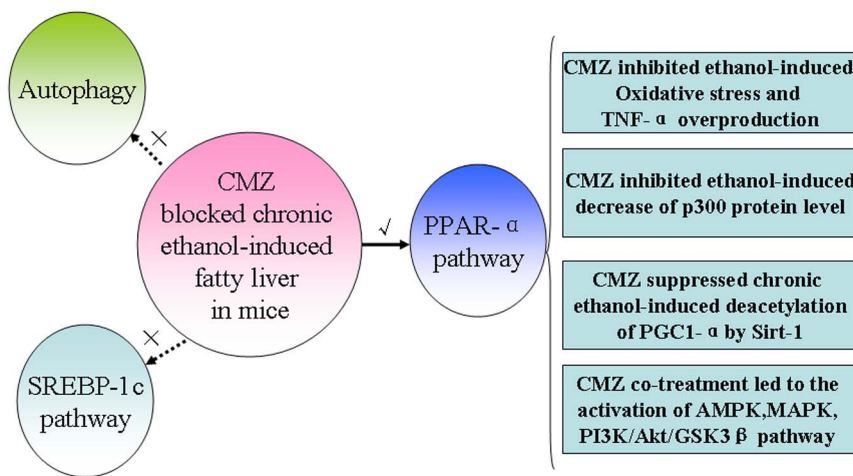 Autophagy
×
CMZ
blocked chronic
ethanol-induced
fatty liver
in mice
×
SREBP-1c
pathway
√
PPAR-α
pathway
CMZ inhibited ethanol-induced
Oxidative stress and
TNF-α overproduction
CMZ inhibited ethanol-induced
decrease of p300 protein level
CMZ suppressed chronic
ethanol-induced deacetylation
of PGC1-α by Sirt-1
CMZ co-treatment led to the
activation of AMPK,MAPK,
PI3K/Akt/GSK3β pathway